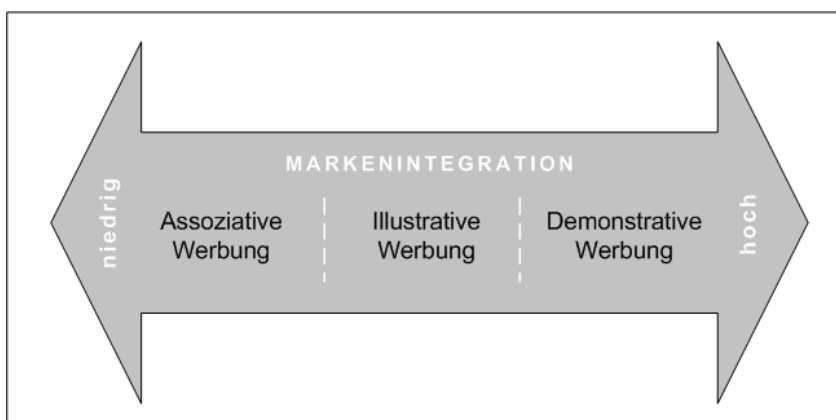 MARKENINTEGRATION
niedrig
Assoziative
Werbung
Illustrative
Werbung
Demonstrative
Werbung
hoch